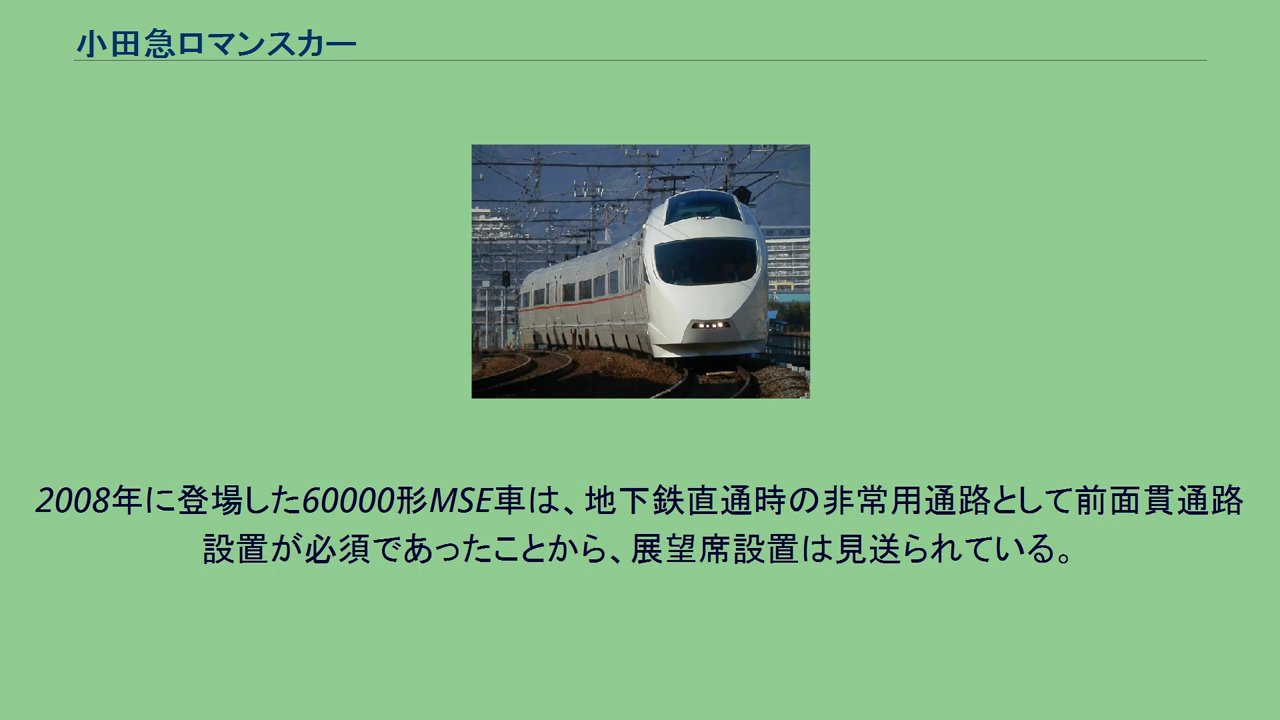 小田急ロマンスカー
2008年に登場した60000形MSE車は、地下鉄直通時の非常用通路として前面貫通路
設置が必須であったことから、展望席設置は見送られている。